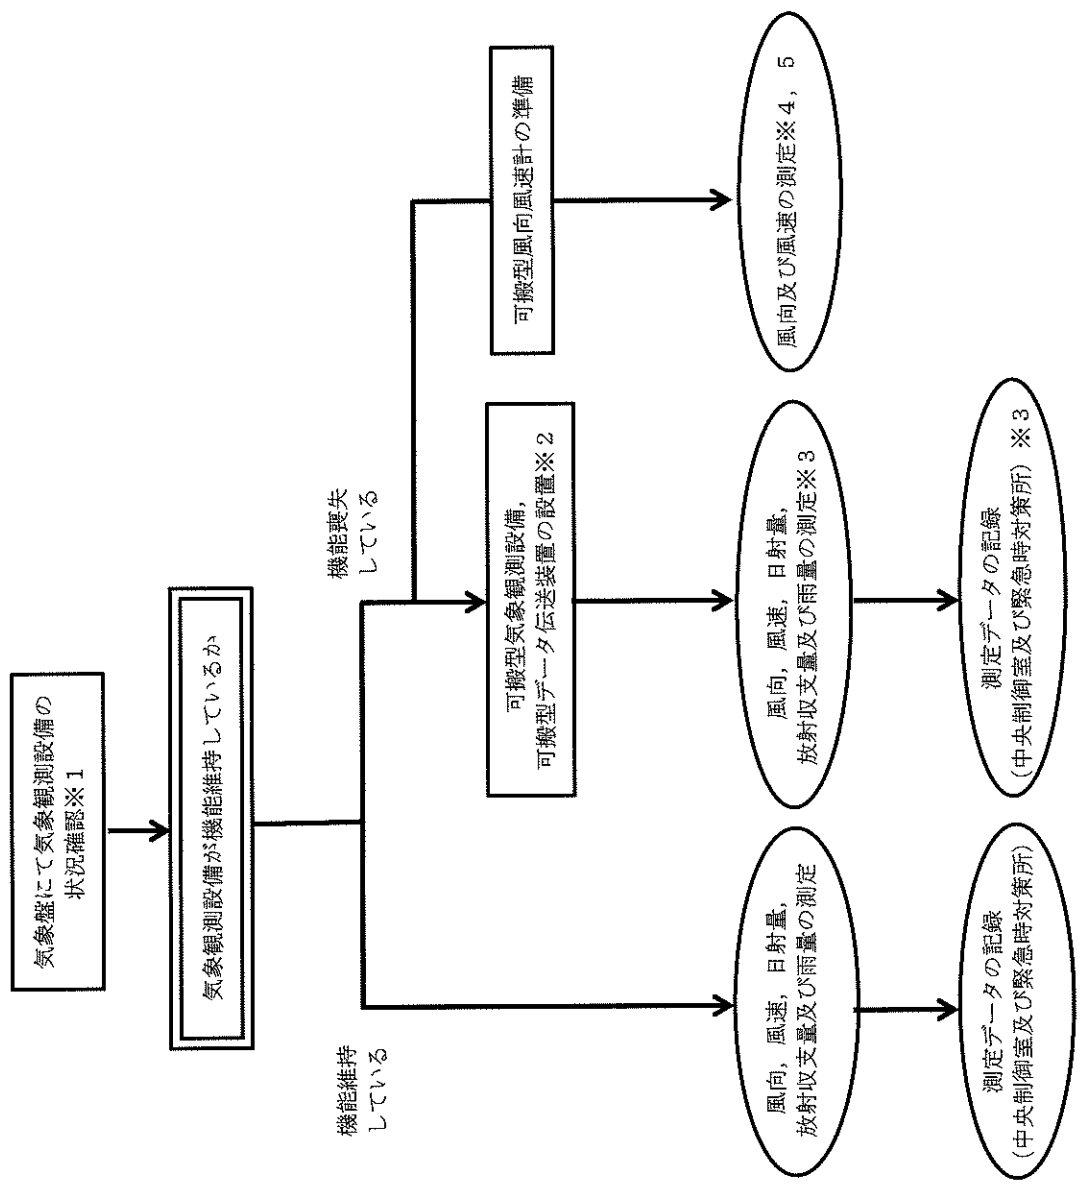 気象盤にて気象観測設備の
状況確認※１
気象観測設備が機能維持しているか
機能維持
している
機能喪失
している
風向，風速，日射量，
放射収支量及び雨量の測定
測定データの記録
（中央制御室及び緊急時対策所）
可搬型気象観測設備，
可搬型データ伝送装置の設置※２
風向，風速，日射量，
放射収支量及び雨量の測定※３
測定データの記録
（中央制御室及び緊急時対策所）※３
可搬型風向風速計の準備
風向及び風速の測定※４，５